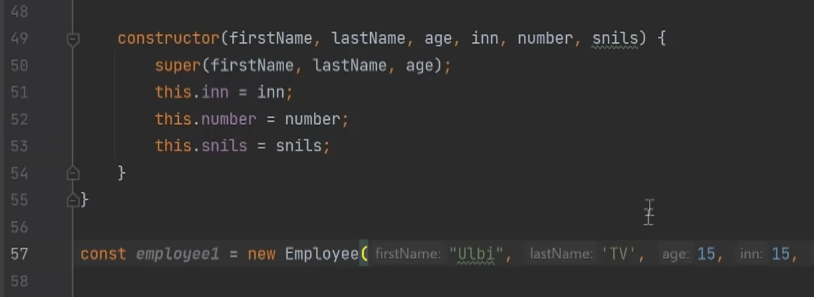 48
49 constructor(firstName, lastName, age, inn, number, snils) {
50 super(firstName, lastName, age);
51 this.inn = inn;
52 this.number = number;
53 this.snils = snils;
54 }
55 }
56
57 const employee1 = new Employee( firstName: "Ulbi", lastName: 'TV', age: 15, inn: 15,
58